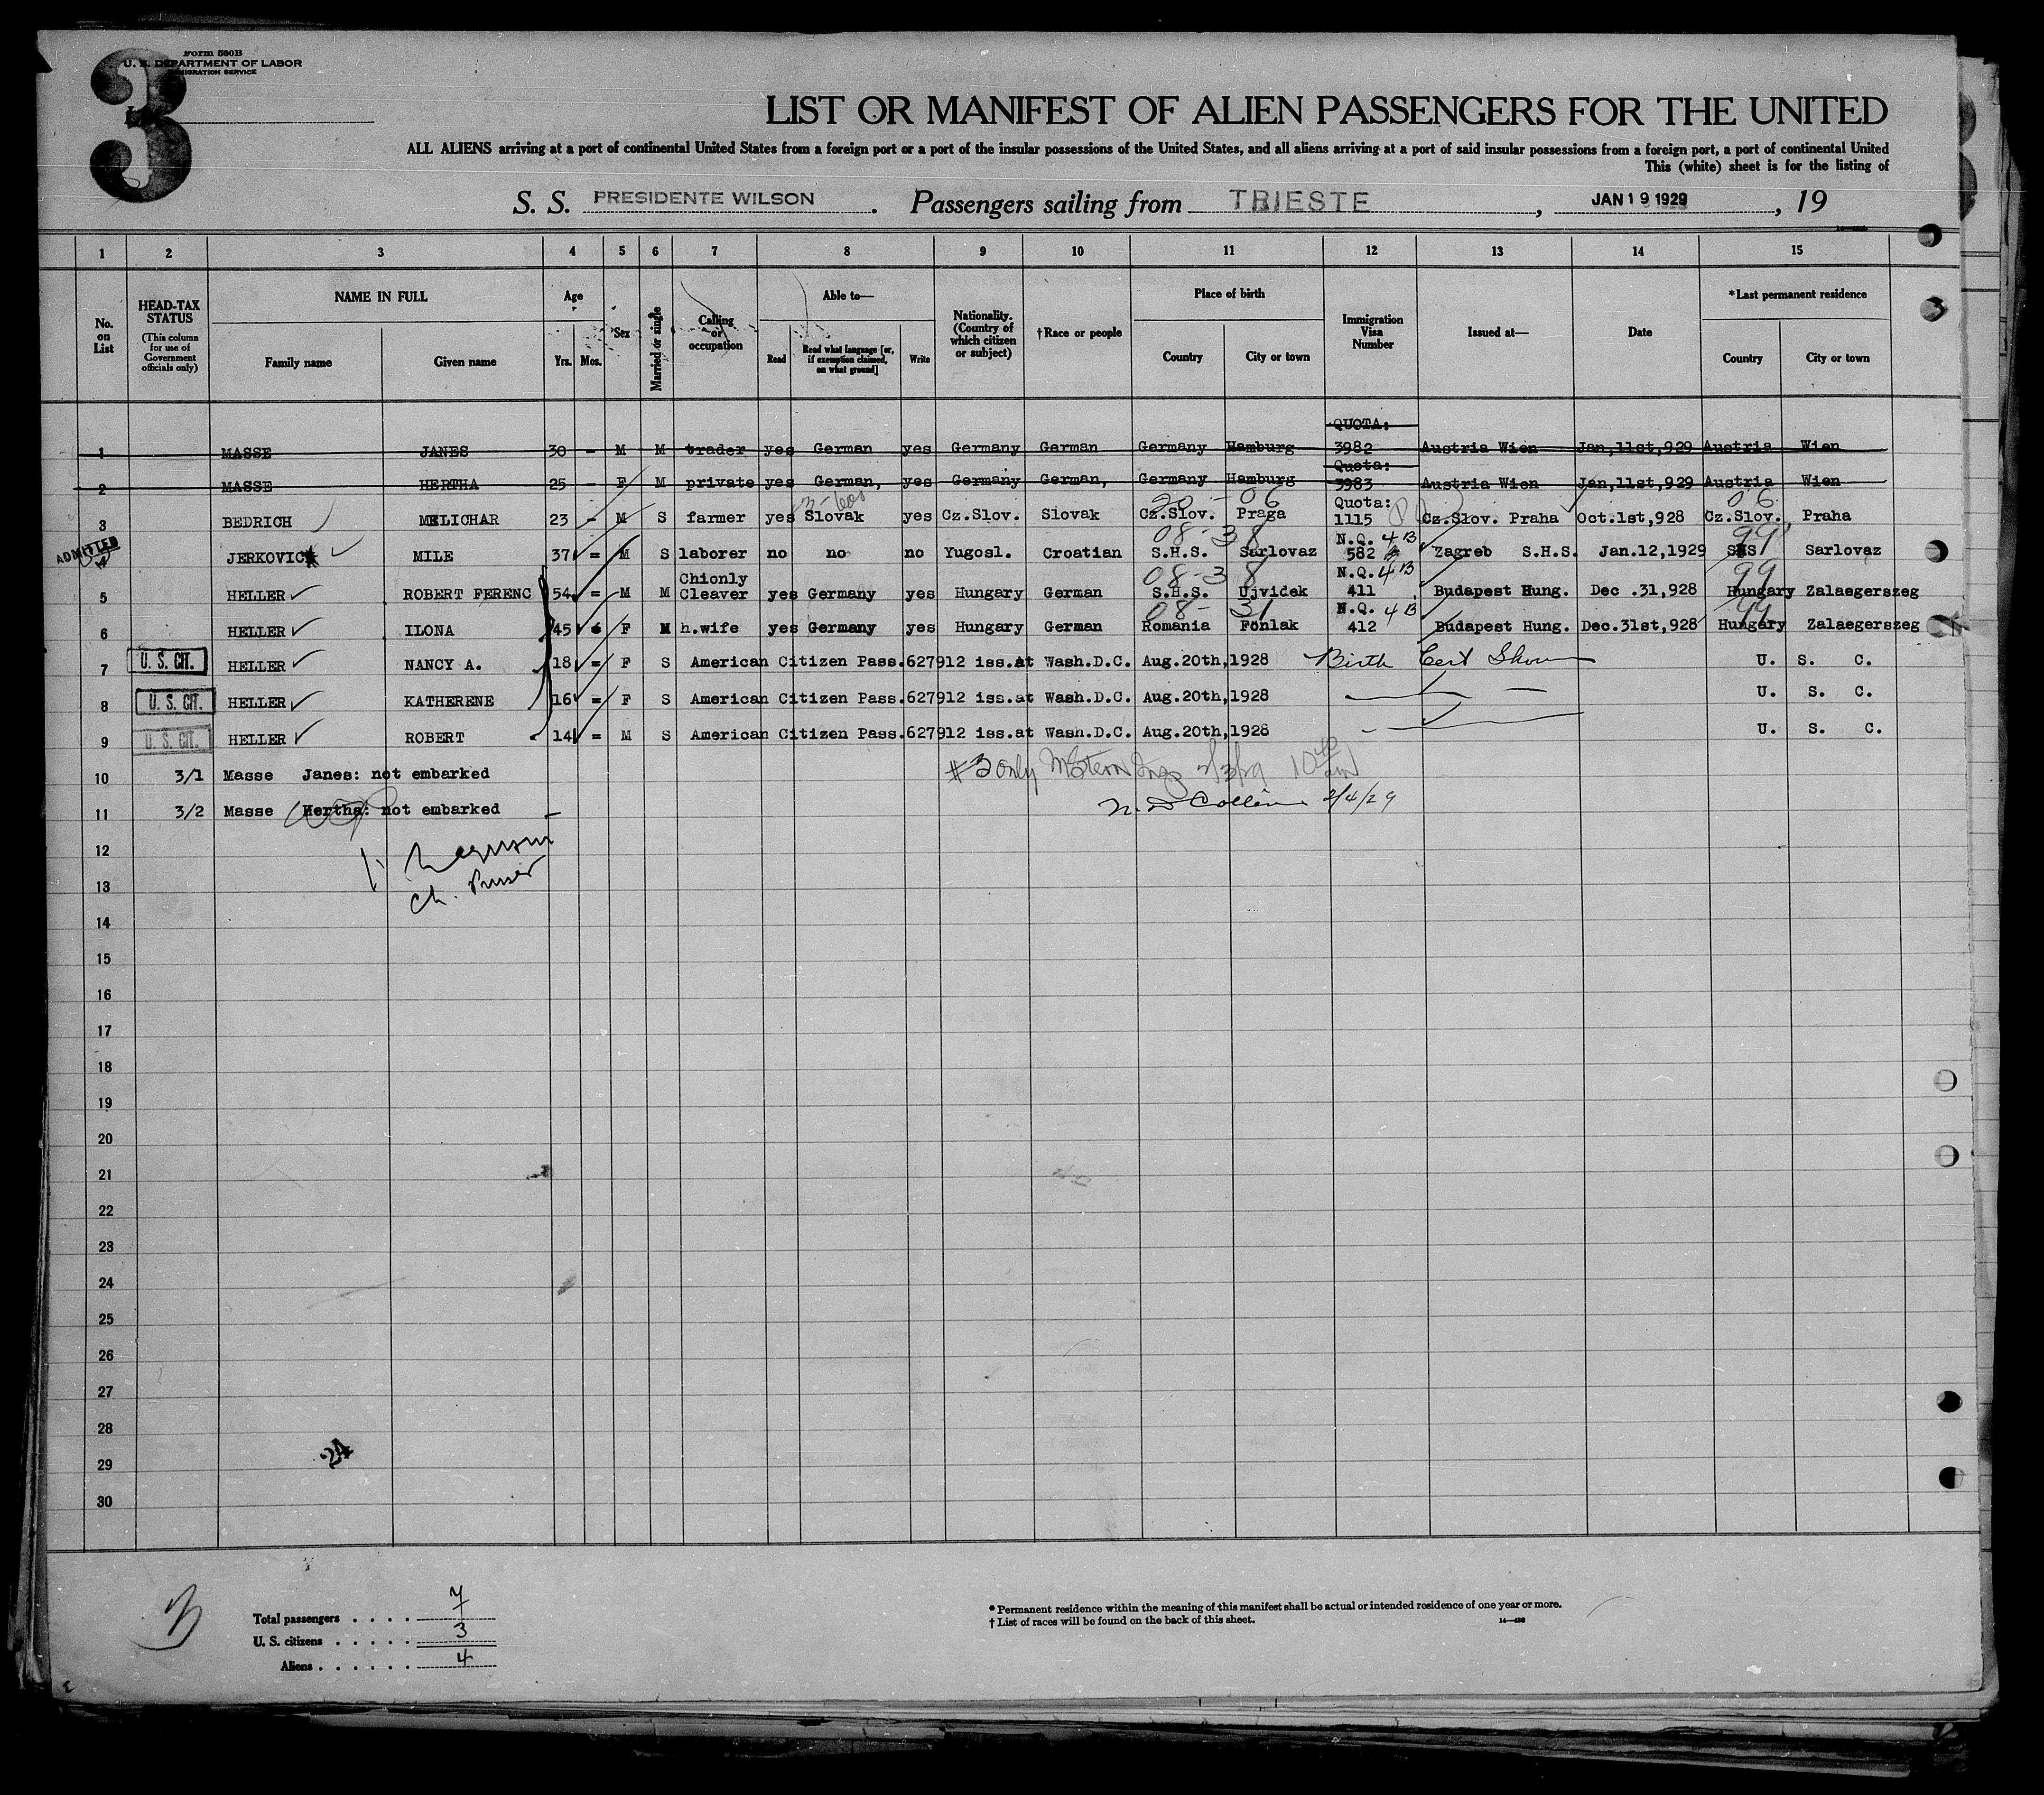 Form 500B
U. S. DEPARTMENT OF LABOR
IMMIGRATION SERVICE
3
LIST OR MANIFEST OF ALIEN PASSENGERS FOR THE UNITED
ALL ALIENS arriving at a port of continental United States from a foreign port or a port of the insular possessions of the United States, and all aliens arriving at a port of said insular possessions from a foreign port, a port of continental United
This (white) sheet is for the listing of
S. S. PRESIDENTE WILSON. Passengers sailing from TRIESTE, JAN 19 1929, 19
1 2 3 4 5 6 7 8 9 10 11 12 13 14 15
No. on List
HEAD-TAX STATUS (This column for use of Government officials only)
NAME IN FULL
Family name Given name
Age
Yrs. Mos.
Sex
Married or single
Calling or occupation
Able to—
Read Read what language [or, if exemption claimed, on what ground] Write
Nationality. (Country of which citizen or subject)
†Race or people
Place of birth
Country City or town
Immigration Visa Number
Issued at—
Date
*Last permanent residence
Country City or town
QUOTA:
1 MASSE JANES 30 - M M trader yes German yes Germany German Germany Hamburg 3982 Austria Wien Jan,11st,929 Austria Wien
Quota:
2 MASSE HERTHA 25 - F M private yes German, yes Germany German, Germany Hamburg 3983 Austria Wien Jan,11st,929 Austria Wien
20 - 06 Quota: 06
3 BEDRICH MELICHAR 23 - M S farmer yes Slovak yes Cz.Slov. Slovak Cz.Slov. Praga 1115 Cz.Slov. Praha Oct.1st,928 Cz.Slov. Praha
ADMITTED 08-38 N.Q. 4B 99
4 JERKOVIC MILE 37 = M S laborer no no no Yugosl. Croatian S.H.S. Sarlovaz 582 Zagreb S.H.S. Jan.12,1929 SHS Sarlovaz
Chionly 08-38 N.Q. 4B 99
5 HELLER ROBERT FERENC 54 = M M Cleaver yes Germany yes Hungary German S.H.S. Ujvidek 411 Budapest Hung. Dec .31,928 Hungary Zalaegerszeg
08-31 N.Q. 4B 99
6 HELLER ILONA 45 F M h.wife yes Germany yes Hungary German Romania Fonlak 412 Budapest Hung. Dec.31st,928 Hungary Zalaegerszeg
7 U. S. CIT. HELLER NANCY A. 18 = F S American Citizen Pass.627912 iss.at Wash.D.C. Aug.20th,1928 Birth Cert Shown U. S. C.
8 U. S. CIT. HELLER KATHERENE 16 = F S American Citizen Pass.627912 iss.at Wash.D.C. Aug.20th,1928 U. S. C.
9 U. S. CIT. HELLER ROBERT 14 = M S American Citizen Pass.627912 iss.at Wash.D.C. Aug.20th,1928 U. S. C.
10 3/1 Masse Janes: not embarked #3 only
11 3/2 Masse Hertha: not embarked 2/4/29
12
13 Ch. Purser
14
15
16
17
18
19
20
21
22
23
24
25
26
27
28
29
30
24
Total passengers . . . . 7
U. S. citizens . . . . . 3
Aliens . . . . . . 4
* Permanent residence within the meaning of this manifest shall be actual or intended residence of one year or more.
† List of races will be found on the back of this sheet.